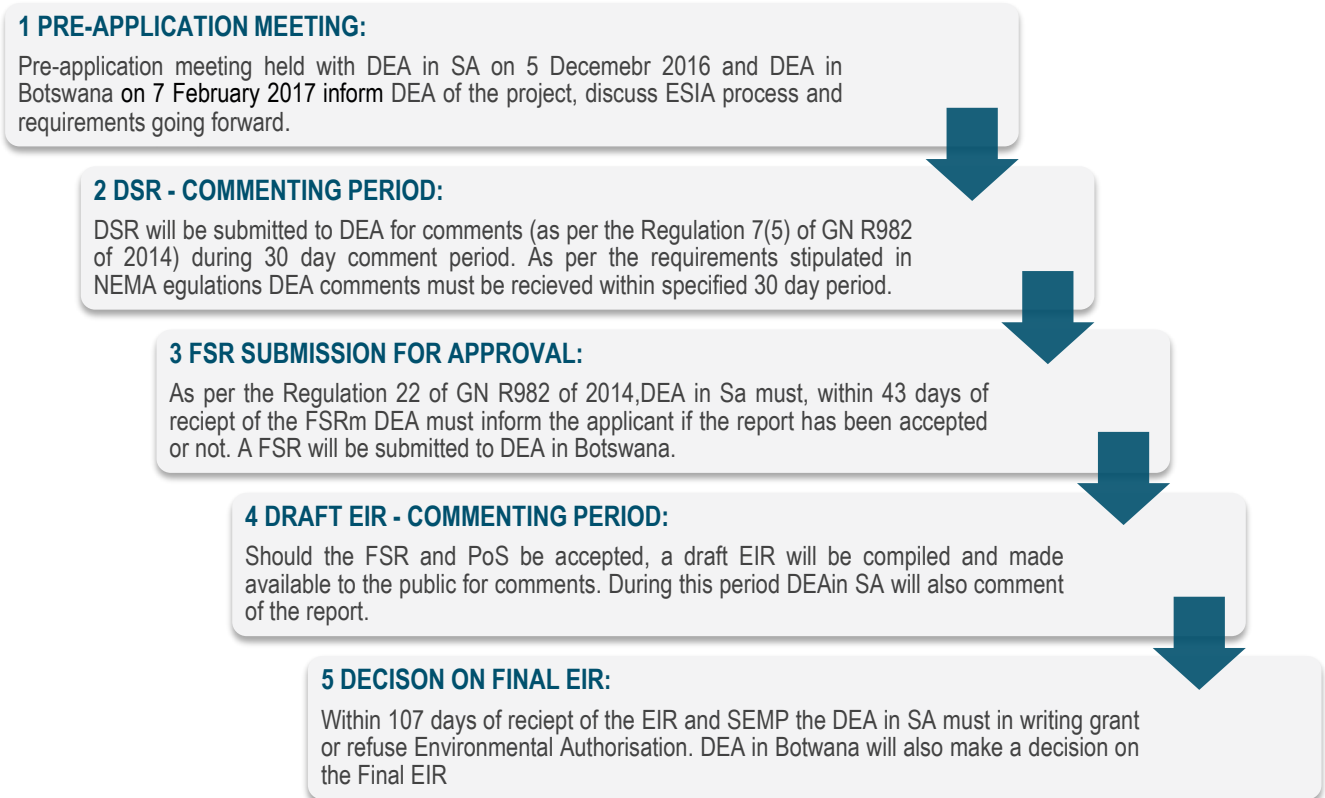 1 PRE-APPLICATION MEETING:
Pre-application meeting held with DEA in SA on 5 Decemebr 2016 and DEA in
Botswana on 7 February 2017 inform DEA of the project, discuss ESIA process and
requirements going forward.
2 DSR - COMMENTING PERIOD:
DSR will be submitted to DEA for comments (as per the Regulation 7(5) of GN R982
of 2014) during 30 day comment period. As per the requirements stipulated in
NEMA egulations DEA comments must be recieved within specified 30 day period.
3 FSR SUBMISSION FOR APPROVAL:
As per the Regulation 22 of GN R982 of 2014,DEA in Sa must, within 43 days of
reciept of the FSRm DEA must inform the applicant if the report has been accepted
or not. A FSR will be submitted to DEA in Botswana.
4 DRAFT EIR - COMMENTING PERIOD:
Should the FSR and PoS be accepted, a draft EIR will be compiled and made
available to the public for comments. During this period DEAin SA will also comment
of the report.
5 DECISON ON FINAL EIR:
Within 107 days of reciept of the EIR and SEMP the DEA in SA must in writing grant
or refuse Environmental Authorisation. DEA in Botwana will also make a decision on
the Final EIR